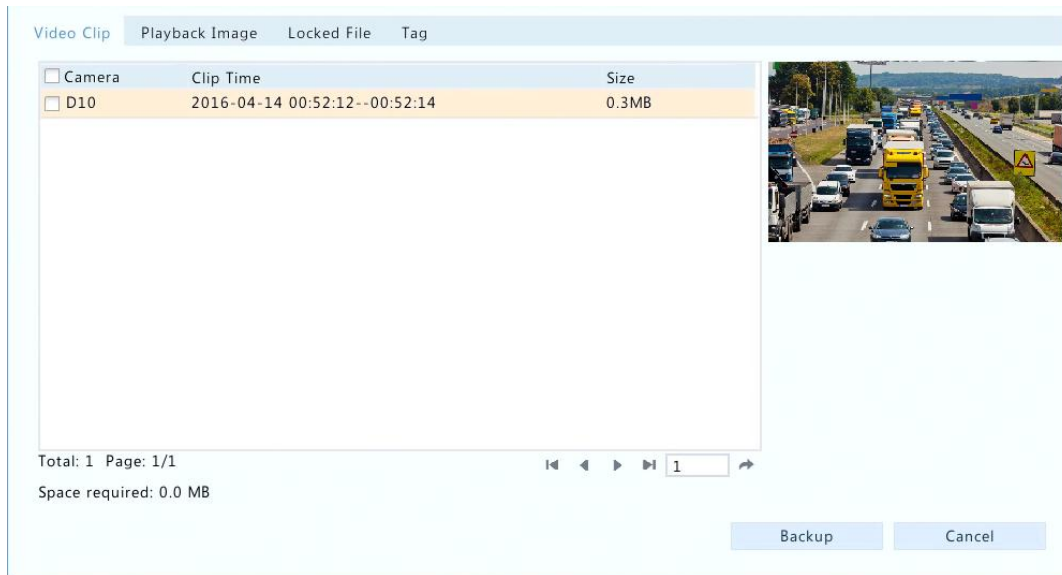 Video Clip Playback Image Locked File Tag
Camera Clip Time Size
D10 2016-04-14 00:52:12--00:52:14 0.3MB
Total: 1 Page: 1/1 1
Space required: 0.0 MB
Backup Cancel